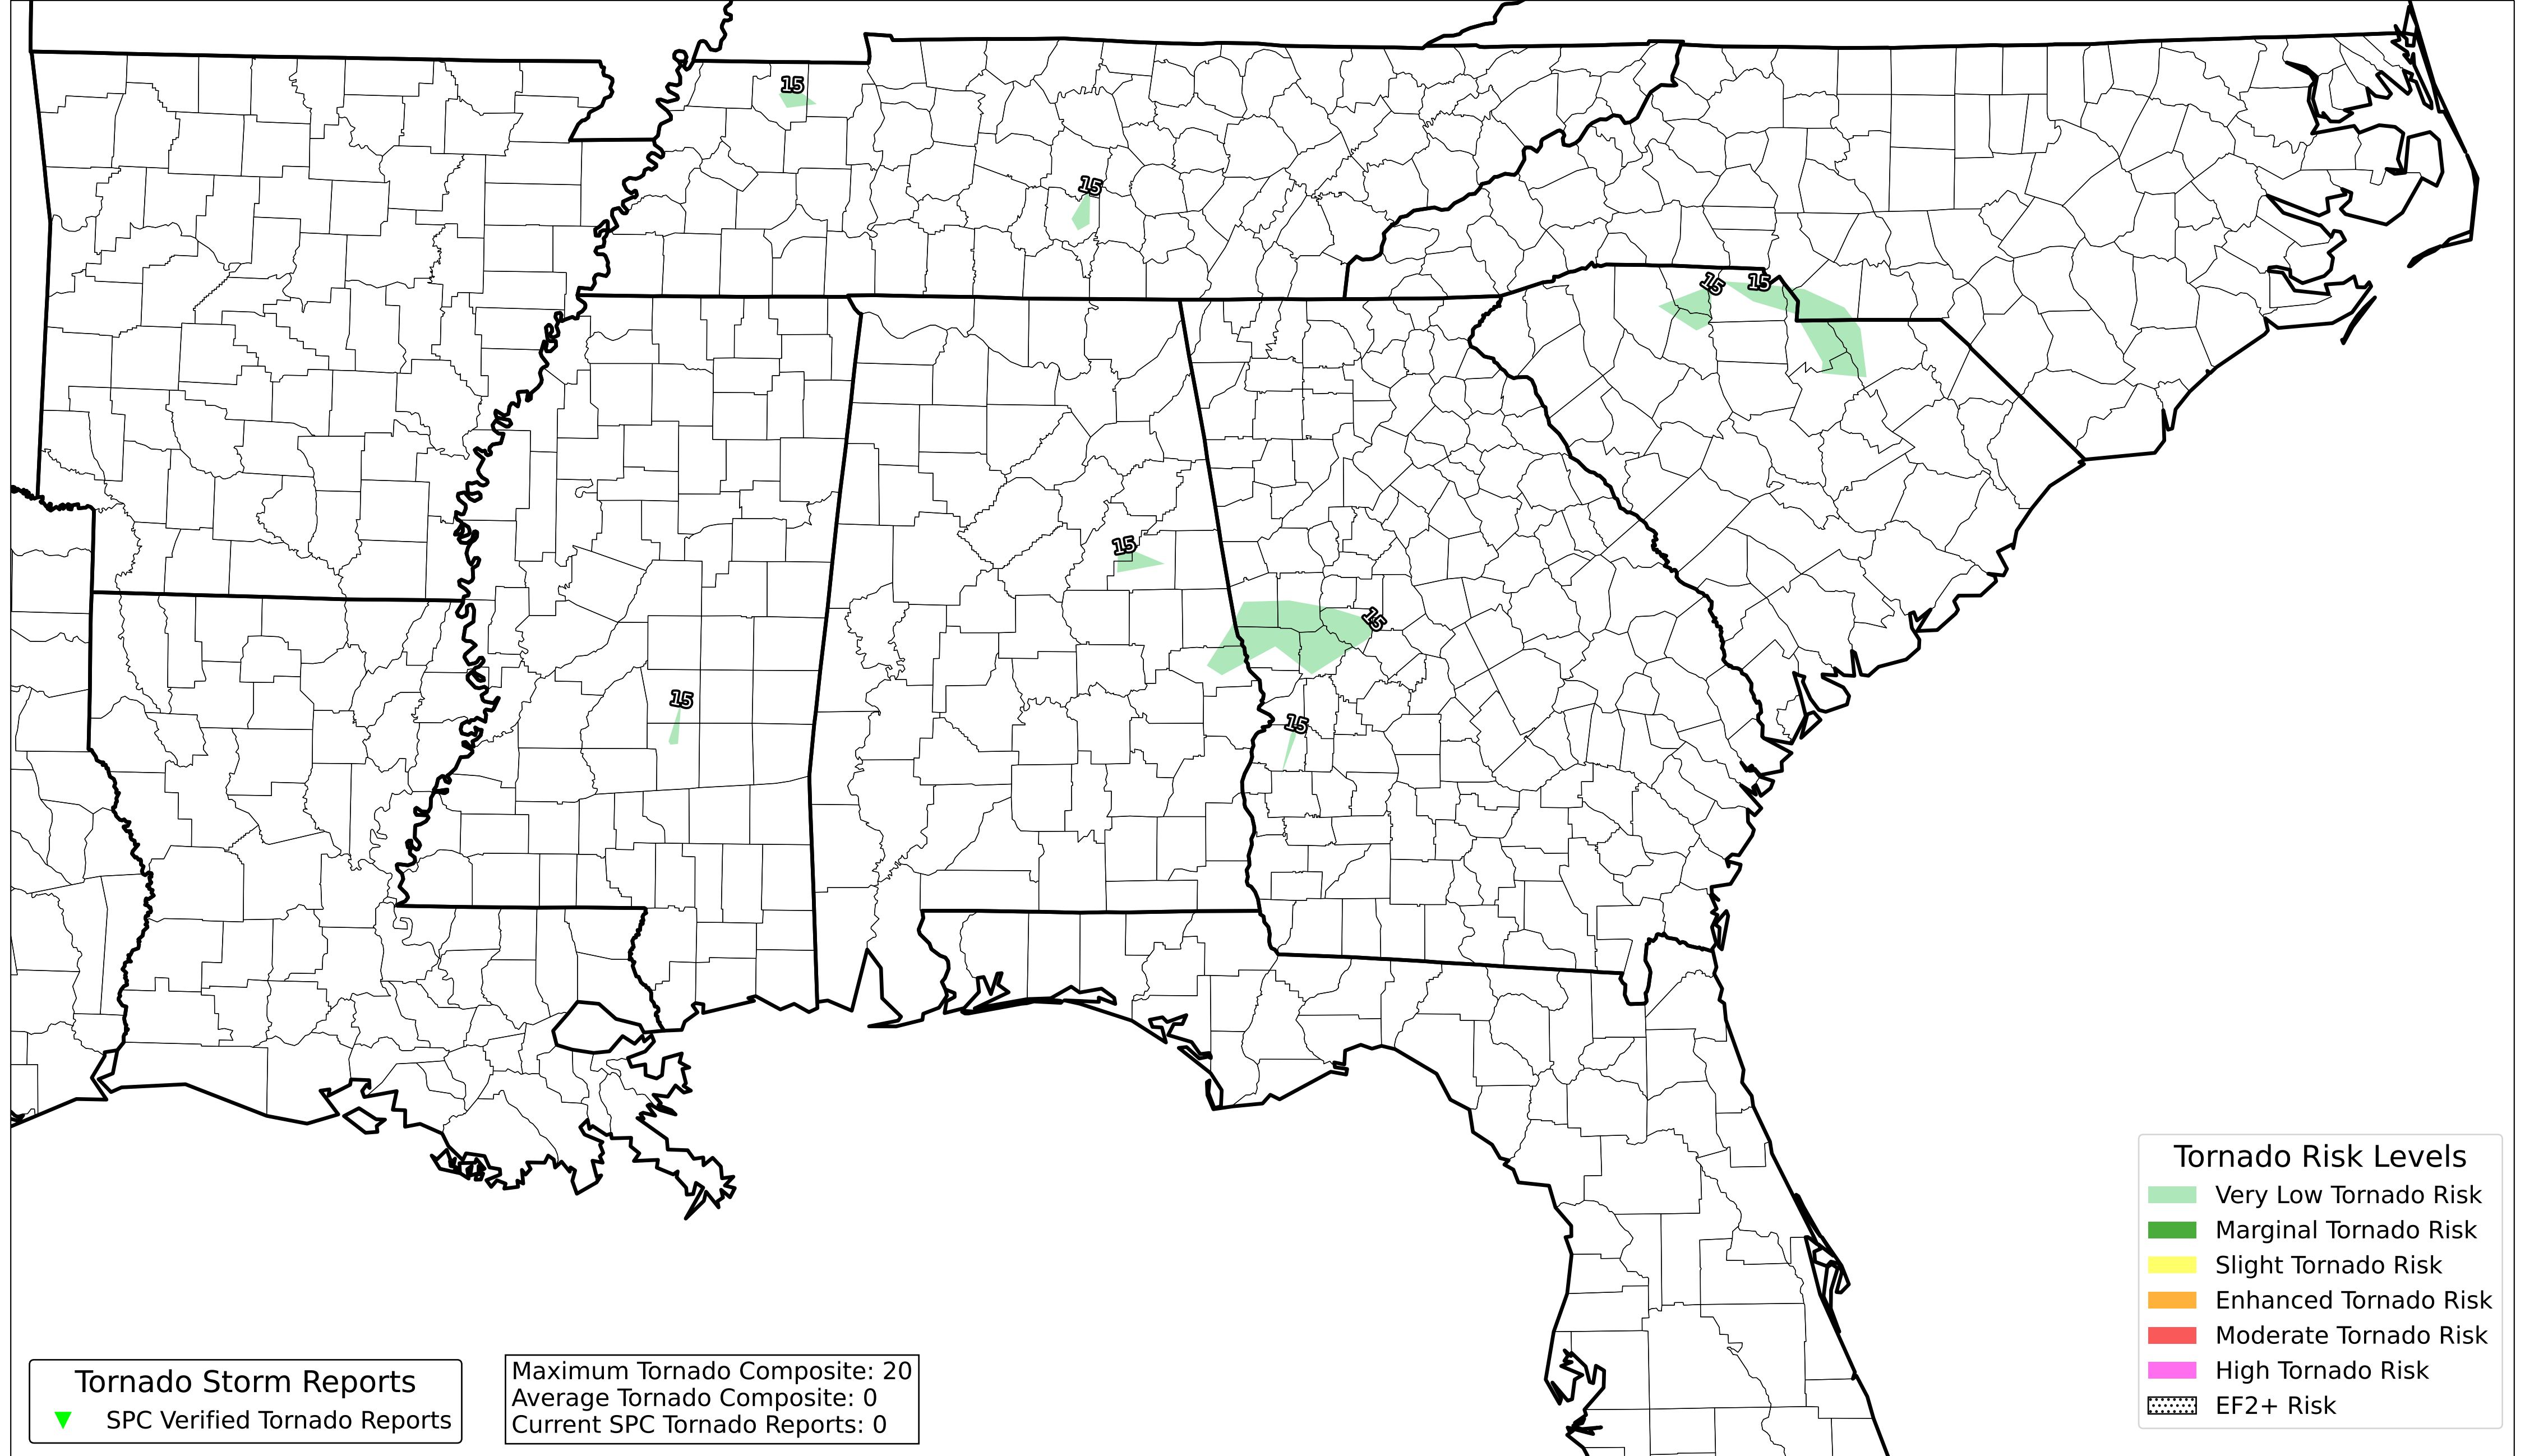 15
15
15
15
15
15
15
15
Tornado Risk Levels
Very Low Tornado Risk
Marginal Tornado Risk
Slight Tornado Risk
Enhanced Tornado Risk
Moderate Tornado Risk
High Tornado Risk
EF2+ Risk
Tornado Storm Reports
SPC Verified Tornado Reports
Maximum Tornado Composite: 20
Average Tornado Composite: 0
Current SPC Tornado Reports: 0